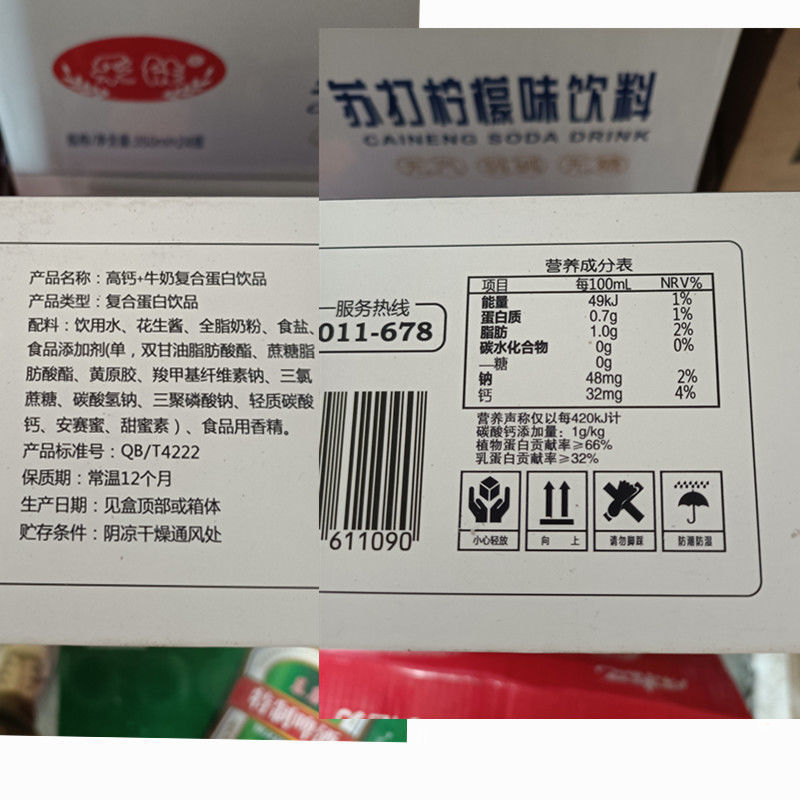 苏打柠檬味饮料
CAINENG SODA DRINK
无汽 弱碱 无糖
产品名称：高钙+牛奶复合蛋白饮品
产品类型：复合蛋白饮品
配料：饮用水、花生酱、全脂奶粉、食盐、
食品添加剂(单，双甘油脂肪酸酯、蔗糖脂
肪酸酯、黄原胶、羧甲基纤维素钠、三氯
蔗糖、碳酸氢钠、三聚磷酸钠、轻质碳酸
钙、安赛蜜、甜蜜素）、食品用香精。
产品标准号：QB/T4222
保质期：常温12个月
生产日期：见盒顶部或箱体
贮存条件：阴凉干燥通风处
服务热线
011-678
611090
营养成分表
项目 每100mL NRV%
能量 49kJ 1%
蛋白质 0.7g 1%
脂肪 1.0g 2%
碳水化合物 0g 0%
—糖 0g
钠 48mg 2%
钙 32mg 4%
营养声称仅以每420kJ计
碳酸钙添加量：1g/kg
植物蛋白贡献率≥66%
乳蛋白贡献率≥32%
小心轻放 向 上 请勿脚踩 防潮防湿